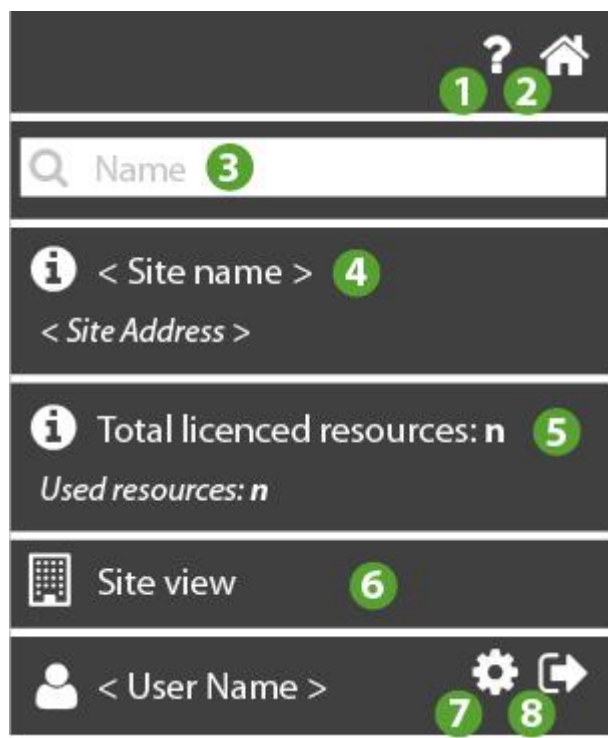 ?
1 2
Name 3
< Site name > 4
< Site Address >
Total licenced resources: n 5
Used resources: n
Site view 6
< User Name >
7 8